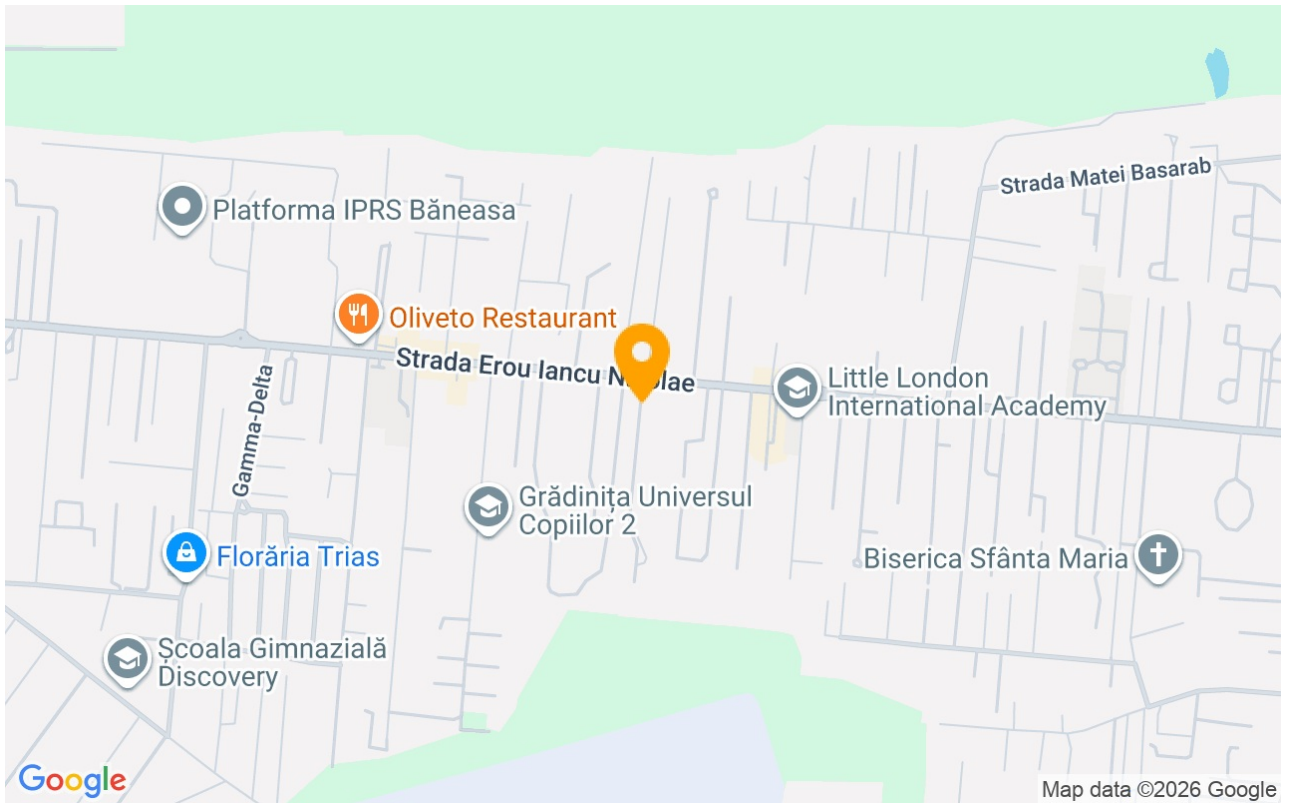 Strada Matei Basarab
Platforma IPRS Băneasa
Oliveto Restaurant
Strada Erou Iancu
Little London
International Academy
Gamma-Delta
Grădinița Universul
Copiilor 2
Florăria Trias
Biserica Sfânta Maria
Școala Gimnazială
Discovery
Google
Map data ©2026 Google